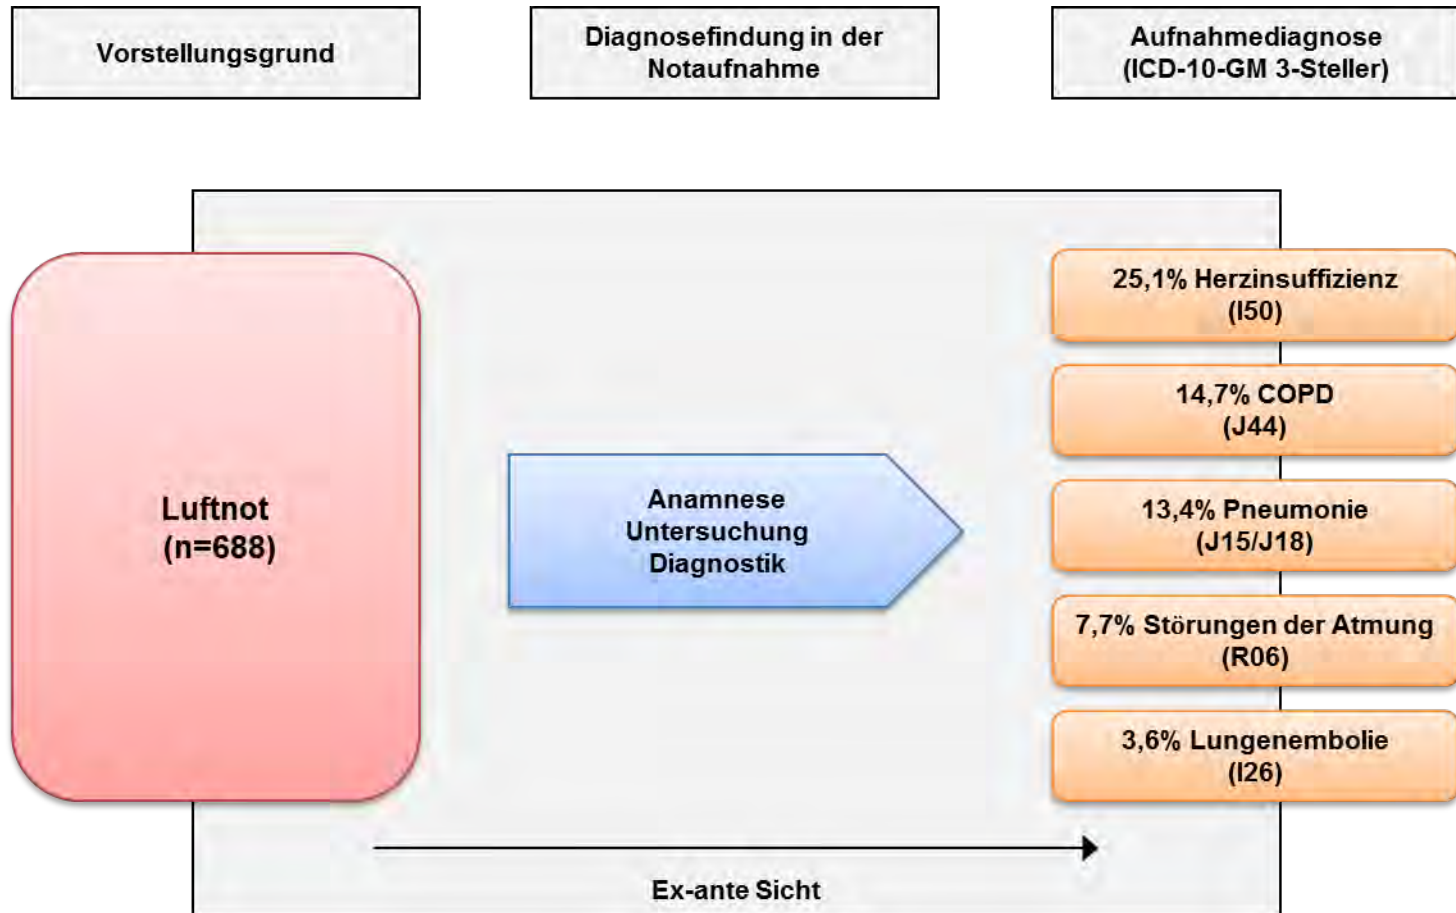 Vorstellungsgrund
Diagnosefindung in der
Notaufnahme
Aufnahmediagnose
(ICD-10-GM 3-Steller)
Luftnot
(n=688)
Anamnese
Untersuchung
Diagnostik
25,1% Herzinsuffizienz
(I50)
14,7% COPD
(J44)
13,4% Pneumonie
(J15/J18)
7,7% Störungen der Atmung
(R06)
3,6% Lungenembolie
(I26)
Ex-ante Sicht